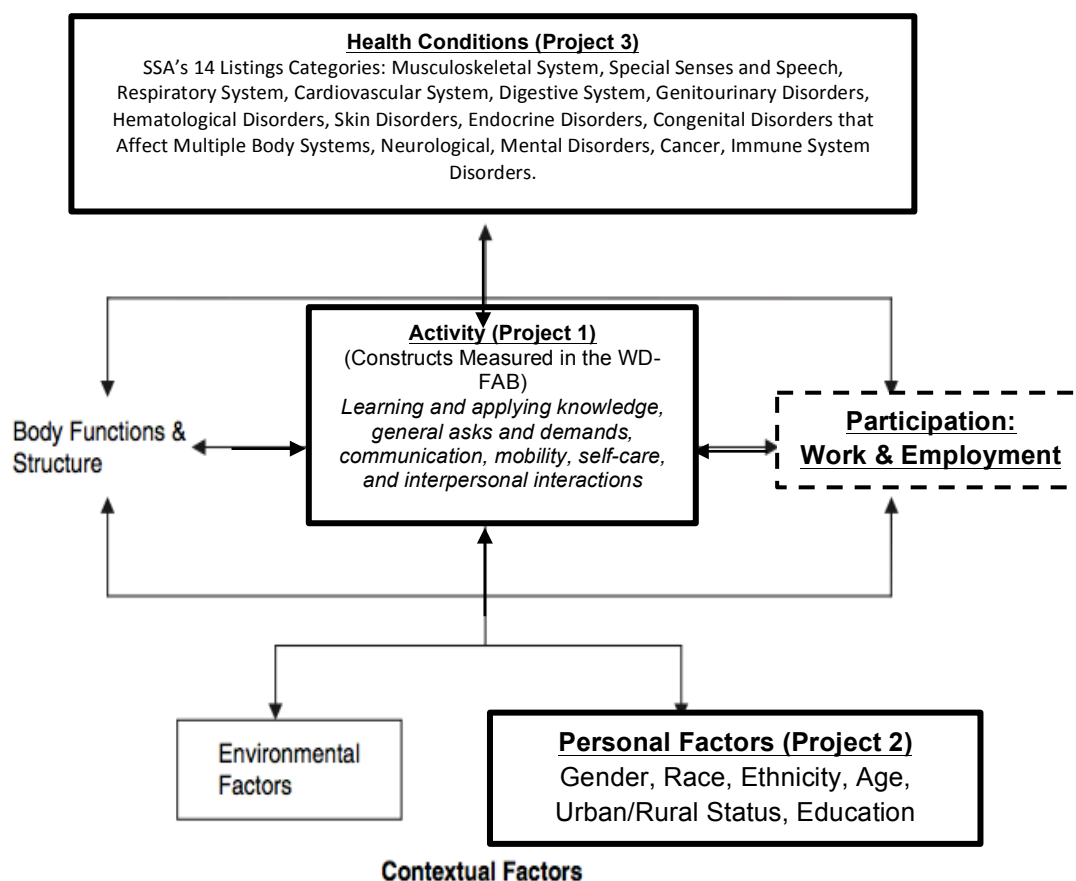 Health Conditions (Project 3)
SSA's 14 Listings Categories: Musculoskeletal System, Special Senses and Speech,
Respiratory System, Cardiovascular System, Digestive System, Genitourinary Disorders,
Hematological Disorders, Skin Disorders, Endocrine Disorders, Congenital Disorders that
Affect Multiple Body Systems, Neurological, Mental Disorders, Cancer, Immune System
Disorders.
Activity (Project 1)
(Constructs Measured in the WD-
FAB)
Learning and applying knowledge,
general asks and demands,
communication, mobility, self-care,
and interpersonal interactions
Body Functions &
Structure
Participation:
Work & Employment
Environmental
Factors
Personal Factors (Project 2)
Gender, Race, Ethnicity, Age,
Urban/Rural Status, Education
Contextual Factors